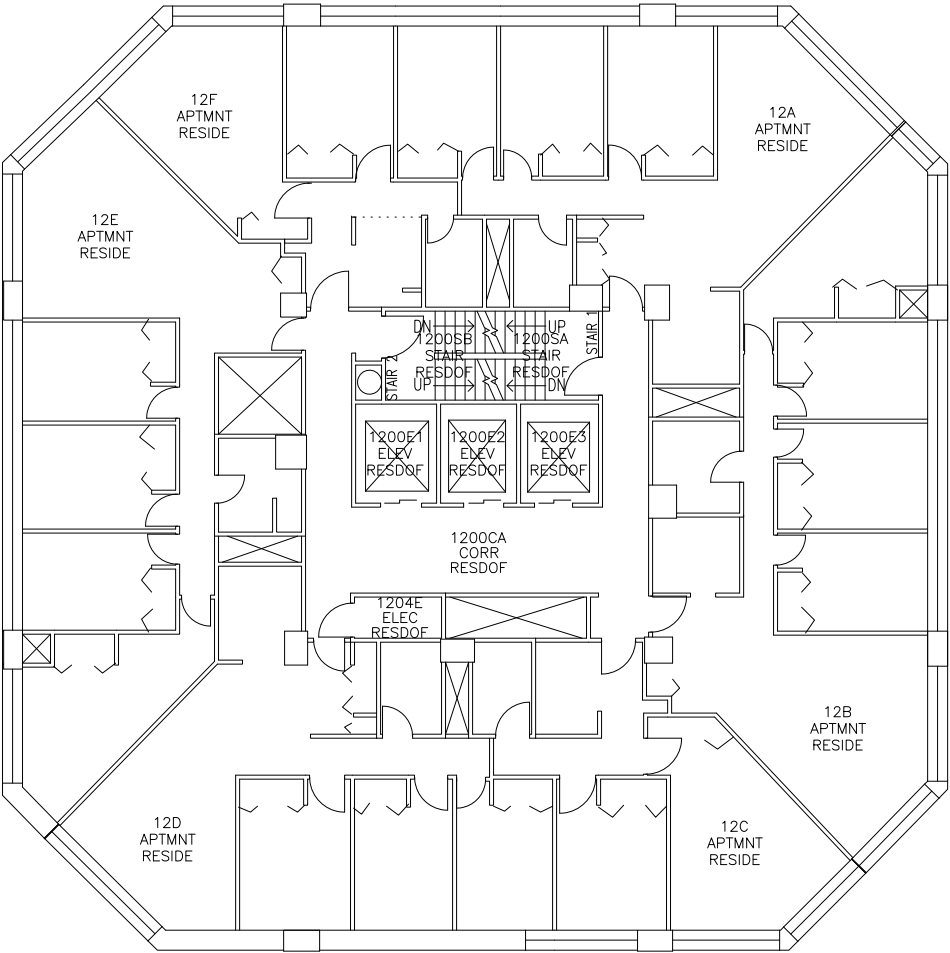 12F
APTMNT
RESIDE
12A
APTMNT
RESIDE
12E
APTMNT
RESIDE
DN
UP
1200SB
STAIR
RESDOF
1200SA
STAIR
RESDOF
STAIR 1
STAIR 2
UP
DN
1200E1
ELEV
RESDOF
1200E2
ELEV
RESDOF
1200E3
ELEV
RESDOF
1200CA
CORR
RESDOF
1204E
ELEC
RESDOF
12B
APTMNT
RESIDE
12D
APTMNT
RESIDE
12C
APTMNT
RESIDE